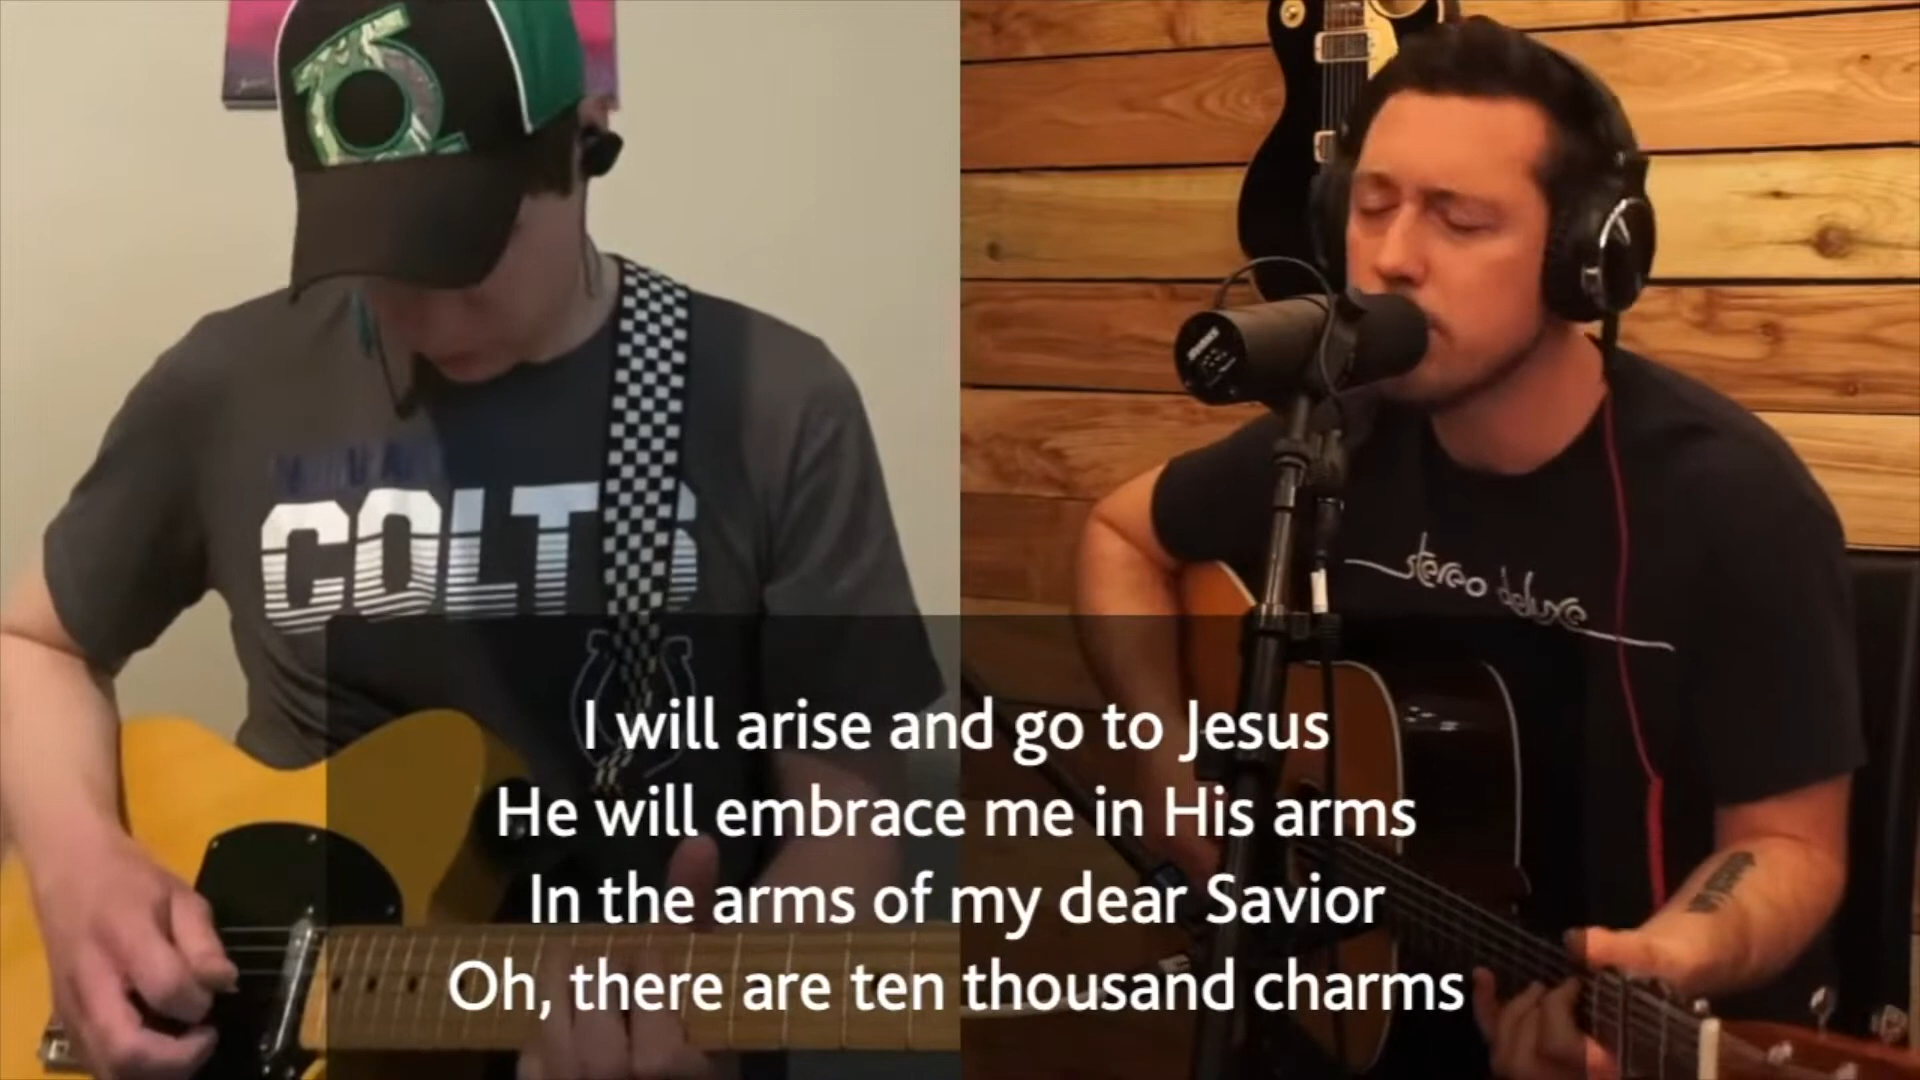 COLTS
SHURE
stereo deluxe
I will arise and go to Jesus
He will embrace me in His arms
In the arms of my dear Savior
Oh, there are ten thousand charms